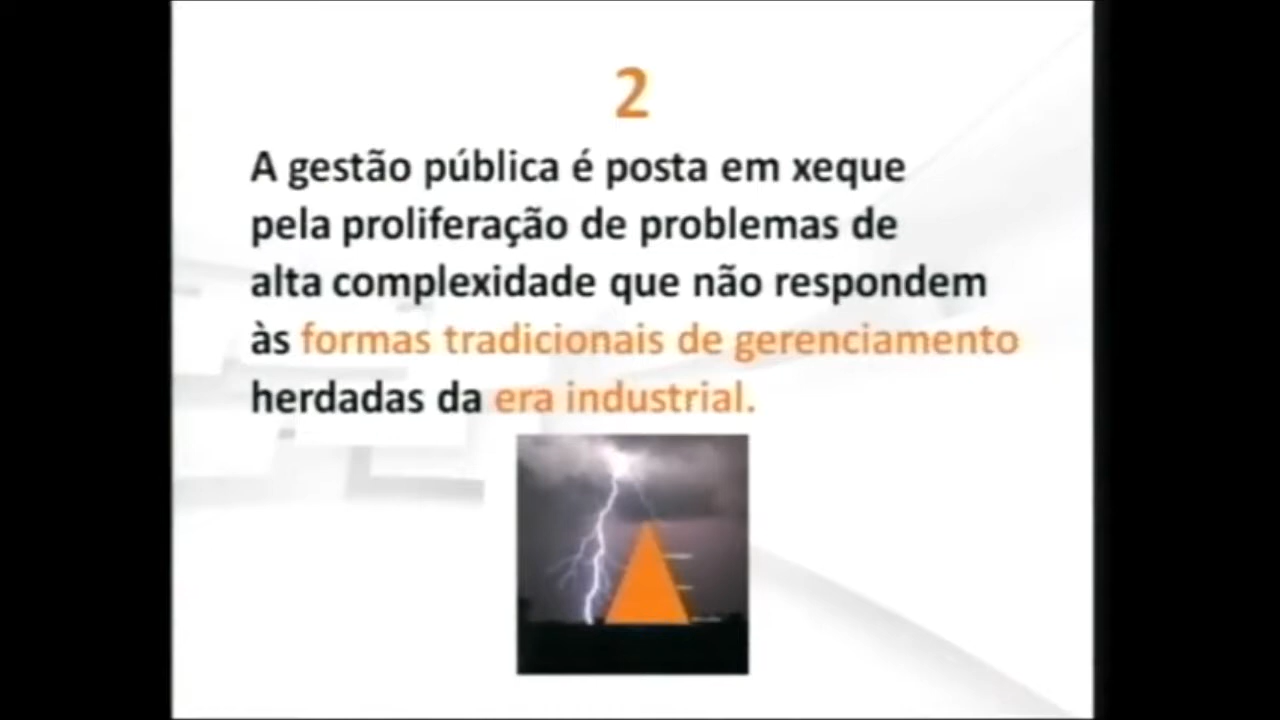 2
A gestão pública é posta em xeque
pela proliferação de problemas de
alta complexidade que não respondem
às formas tradicionais de gerenciamento
herdadas da era industrial.